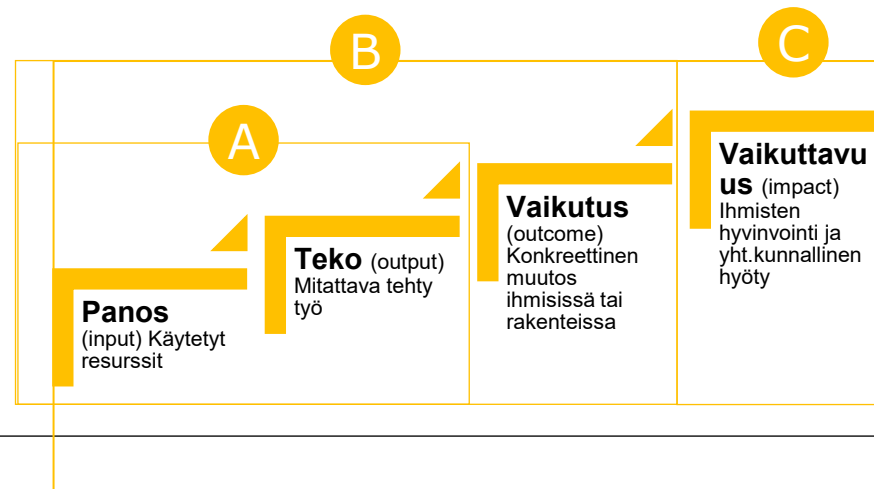 B
C
A
Panos
(input) Käytetyt
resurssit
Teko (output)
Mitattava tehty
työ
Vaikutus
(outcome)
Konkreettinen
muutos
ihmisissä tai
rakenteissa
Vaikuttavu
us (impact)
Ihmisten
hyvinvointi ja
yht.kunnallinen
hyöty